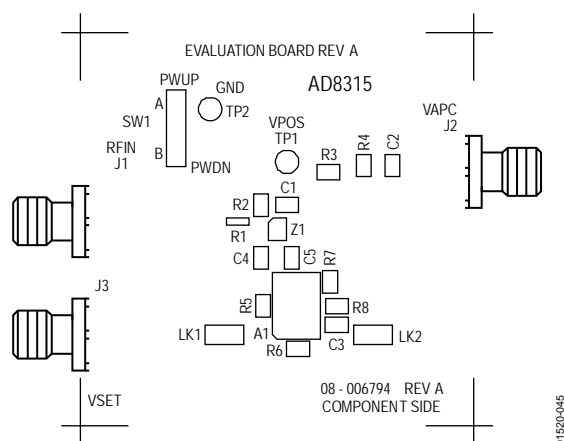 EVALUATION BOARD REV A
PWUP
GND
AD8315
A
TP2
VPOS
TP1
VAPC
J2
SW1
RFIN
J1
B
PWDN
R3
R4
C2
R2
C1
R1
Z1
C4
C5
R7
J3
R5
R8
LK1
A1
C3
LK2
R6
VSET
08-006794 REV A
COMPONENT SIDE
01520-045